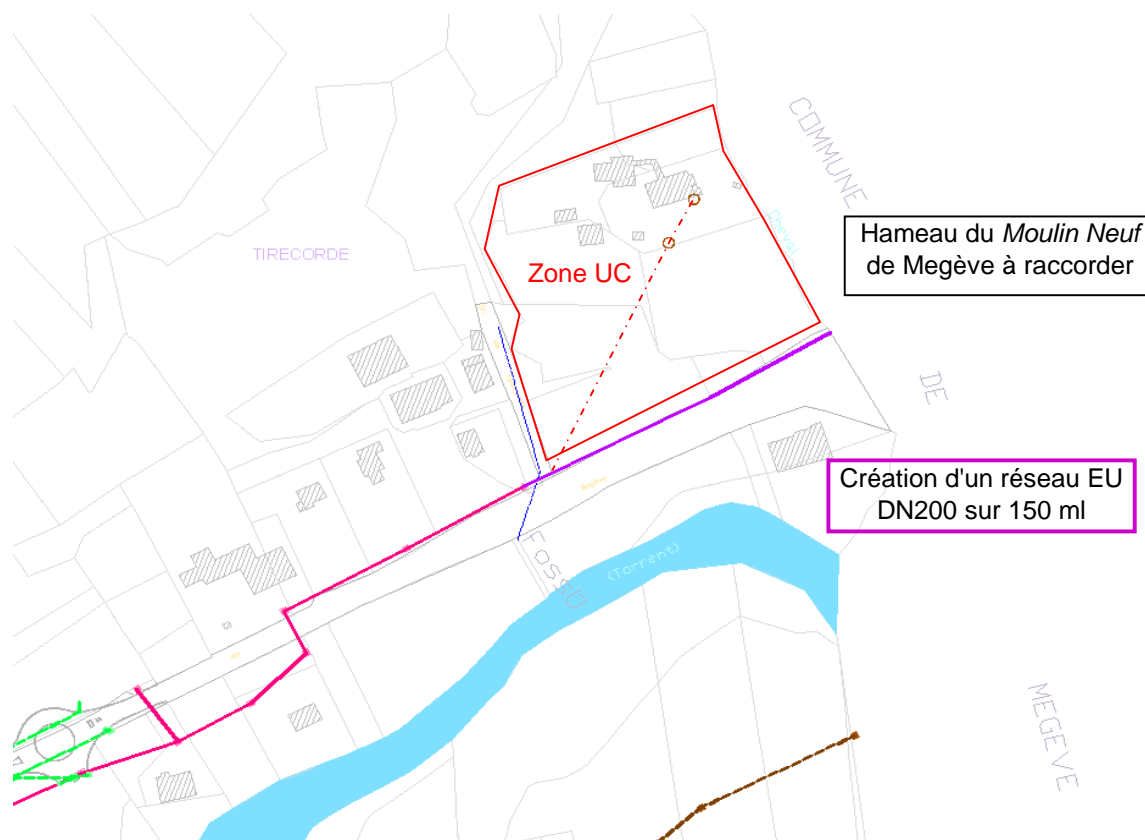 COMMUNE
Hameau du Moulin Neuf
de Megève à raccorder
TIRECORDE
Zone UC
DE
Création d'un réseau EU
DN200 sur 150 ml
(Torrent)
MEGEVE